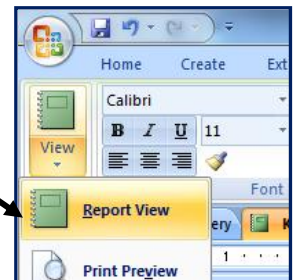 Home Create Ext
Calibri
B I U 11
View
Font
Report View
ery K
1
Print Preview